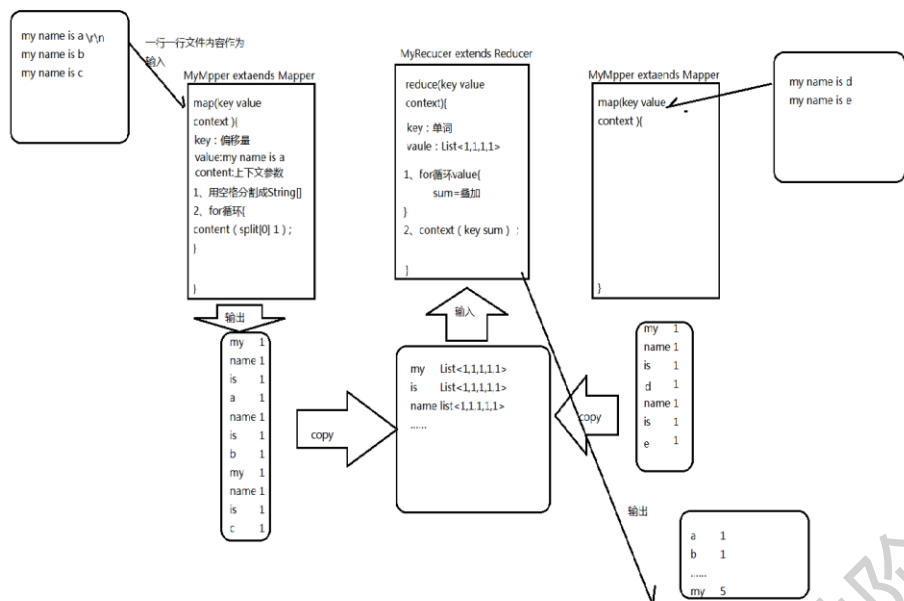 my name is a \r\n
my name is b
my name is c
一行一行文件内容作为
输入
MyMpper extaends Mapper
map(key value
context ){
key：偏移量
value:my name is a
content:上下文参数
1、用空格分割成String[]
2、for循环{
content（split[0] 1）;
}
}
MyRecucer extends Reducer
reduce(key value
context){
key：单词
vaule：List<1,1,1,1>
1、for循环value{
sum=叠加
}
2、context（key sum）;
}
MyMpper extaends Mapper
map(key value
context ){
}
my name is d
my name is e
输出
my 1
name 1
is 1
a 1
name 1
is 1
b 1
my 1
name 1
is 1
c 1
copy
输入
my List<1,1,1,1,1>
is List<1,1,1,1,1>
name list<1,1,1,1,1>
......
copy
my 1
name 1
is 1
d 1
name 1
is 1
e 1
输出
a 1
b 1
......
my 5